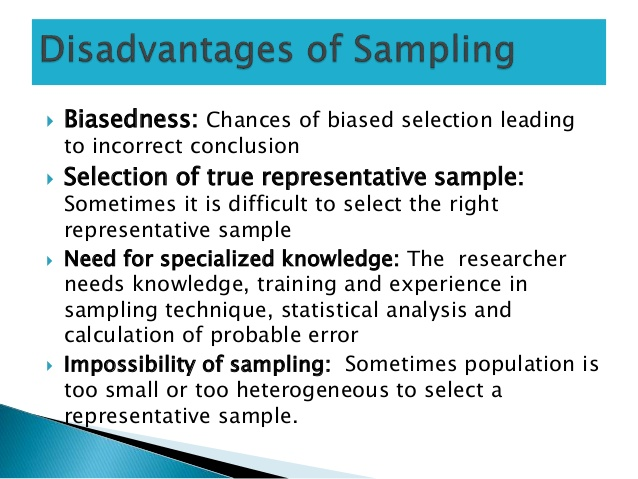 Disadvantages of Sampling
Biasedness: Chances of biased selection leading
to incorrect conclusion
Selection of true representative sample:
Sometimes it is difficult to select the right
representative sample
Need for specialized knowledge: The researcher
needs knowledge, training and experience in
sampling technique, statistical analysis and
calculation of probable error
Impossibility of sampling: Sometimes population is
too small or too heterogeneous to select a
representative sample.